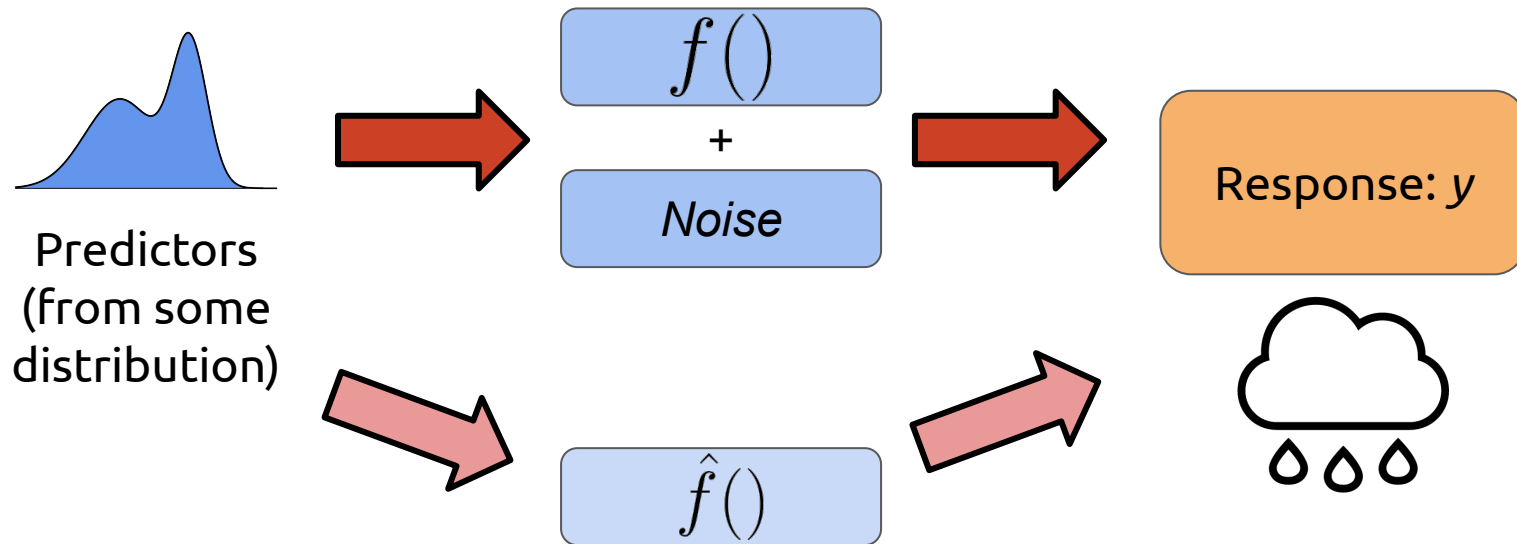 f()
+
Noise
Response: y
Predictors
(from some
distribution)
f̂()